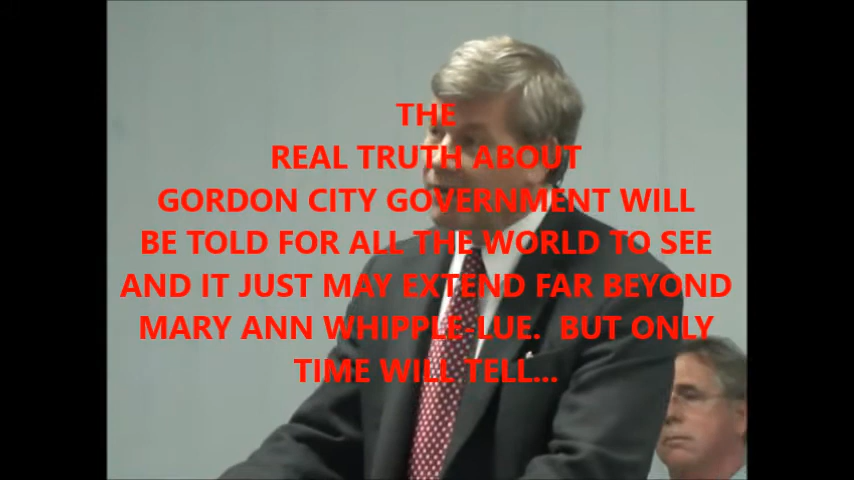 THE
REAL TRUTH ABOUT
GORDON CITY GOVERNMENT WILL
BE TOLD FOR ALL THE WORLD TO SEE
AND IT JUST MAY EXTEND FAR BEYOND
MARY ANN WHIPPLE-LUE.  BUT ONLY
TIME WILL TELL...